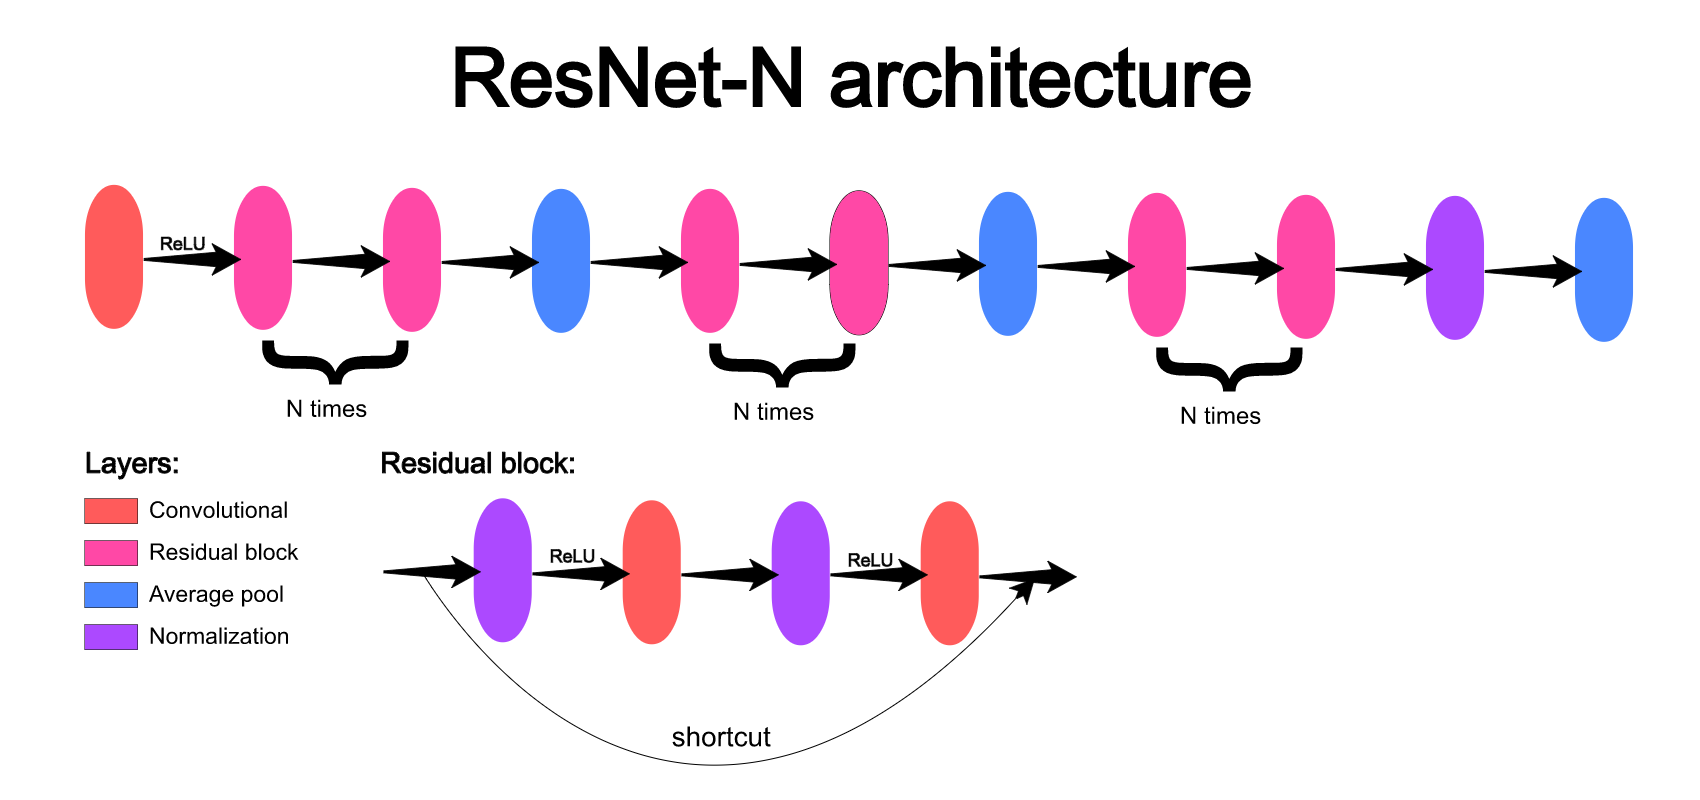 ResNet-N architecture
ReLU
N times
N times
N times
Layers:
Convolutional
Residual block
Average pool
Normalization
Residual block:
ReLU
ReLU
shortcut